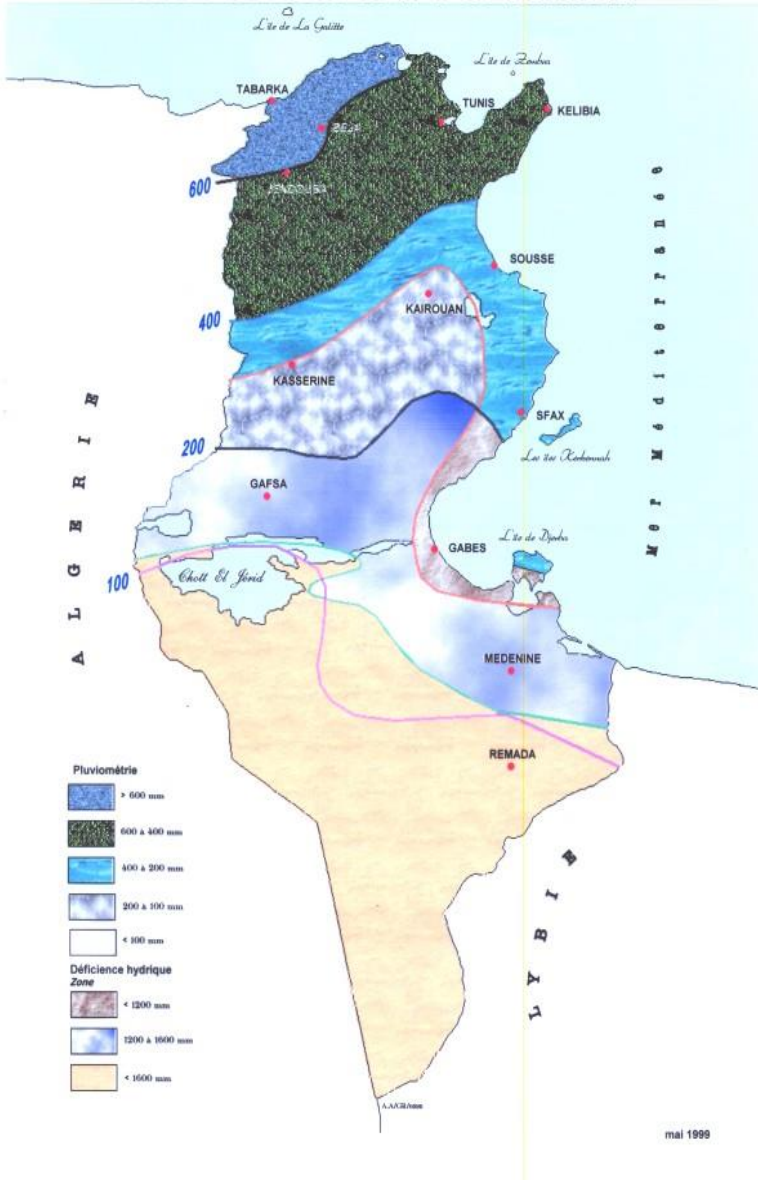 L'île de La Galitte
L'île de Zembra
TABARKA
TUNIS
KELIBIA
BEJA
JENDOUBA
600
Mer Méditerranée
SOUSSE
KAIROUAN
400
KASSERINE
SFAX
Les îles Kerkennah
200
ALGERIE
GAFSA
GABES
L'île de Djerba
Chott El Jérid
100
MEDENINE
REMADA
LYBIE
Pluviométrie
> 600 mm
600 à 400 mm
400 à 200 mm
200 à 100 mm
< 100 mm
Déficience hydrique
Zone
< 1200 mm
1200 à 1600 mm
< 1600 mm
mai 1999